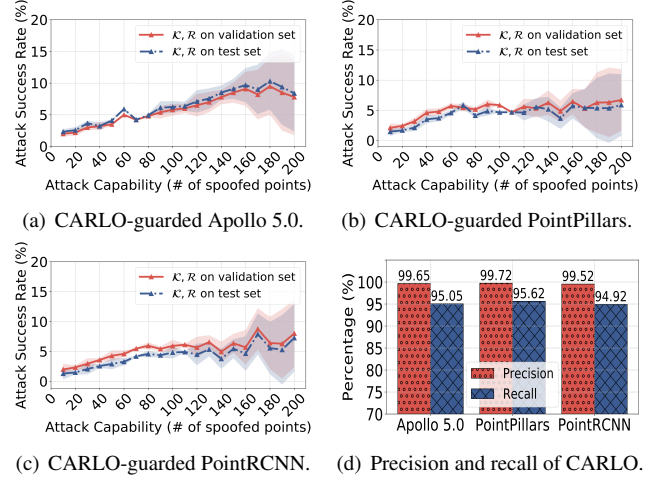 Attack Success Rate (%)
20
15
10
5
0
K, R on validation set
K, R on test set
0 20 40 60 80 100 120 140 160 180 200
Attack Capability (# of spoofed points)
(a) CARLO-guarded Apollo 5.0.
Attack Success Rate (%)
20
15
10
5
0
K, R on validation set
K, R on test set
0 20 40 60 80 100 120 140 160 180 200
Attack Capability (# of spoofed points)
(b) CARLO-guarded PointPillars.
Attack Success Rate (%)
20
15
10
5
0
K, R on validation set
K, R on test set
0 20 40 60 80 100 120 140 160 180 200
Attack Capability (# of spoofed points)
(c) CARLO-guarded PointRCNN.
Percentage (%)
100
95
90
85
80
75
70
99.65 95.05 99.72 95.62 99.52 94.92
Precision
Recall
Apollo 5.0 PointPillars PointRCNN
(d) Precision and recall of CARLO.